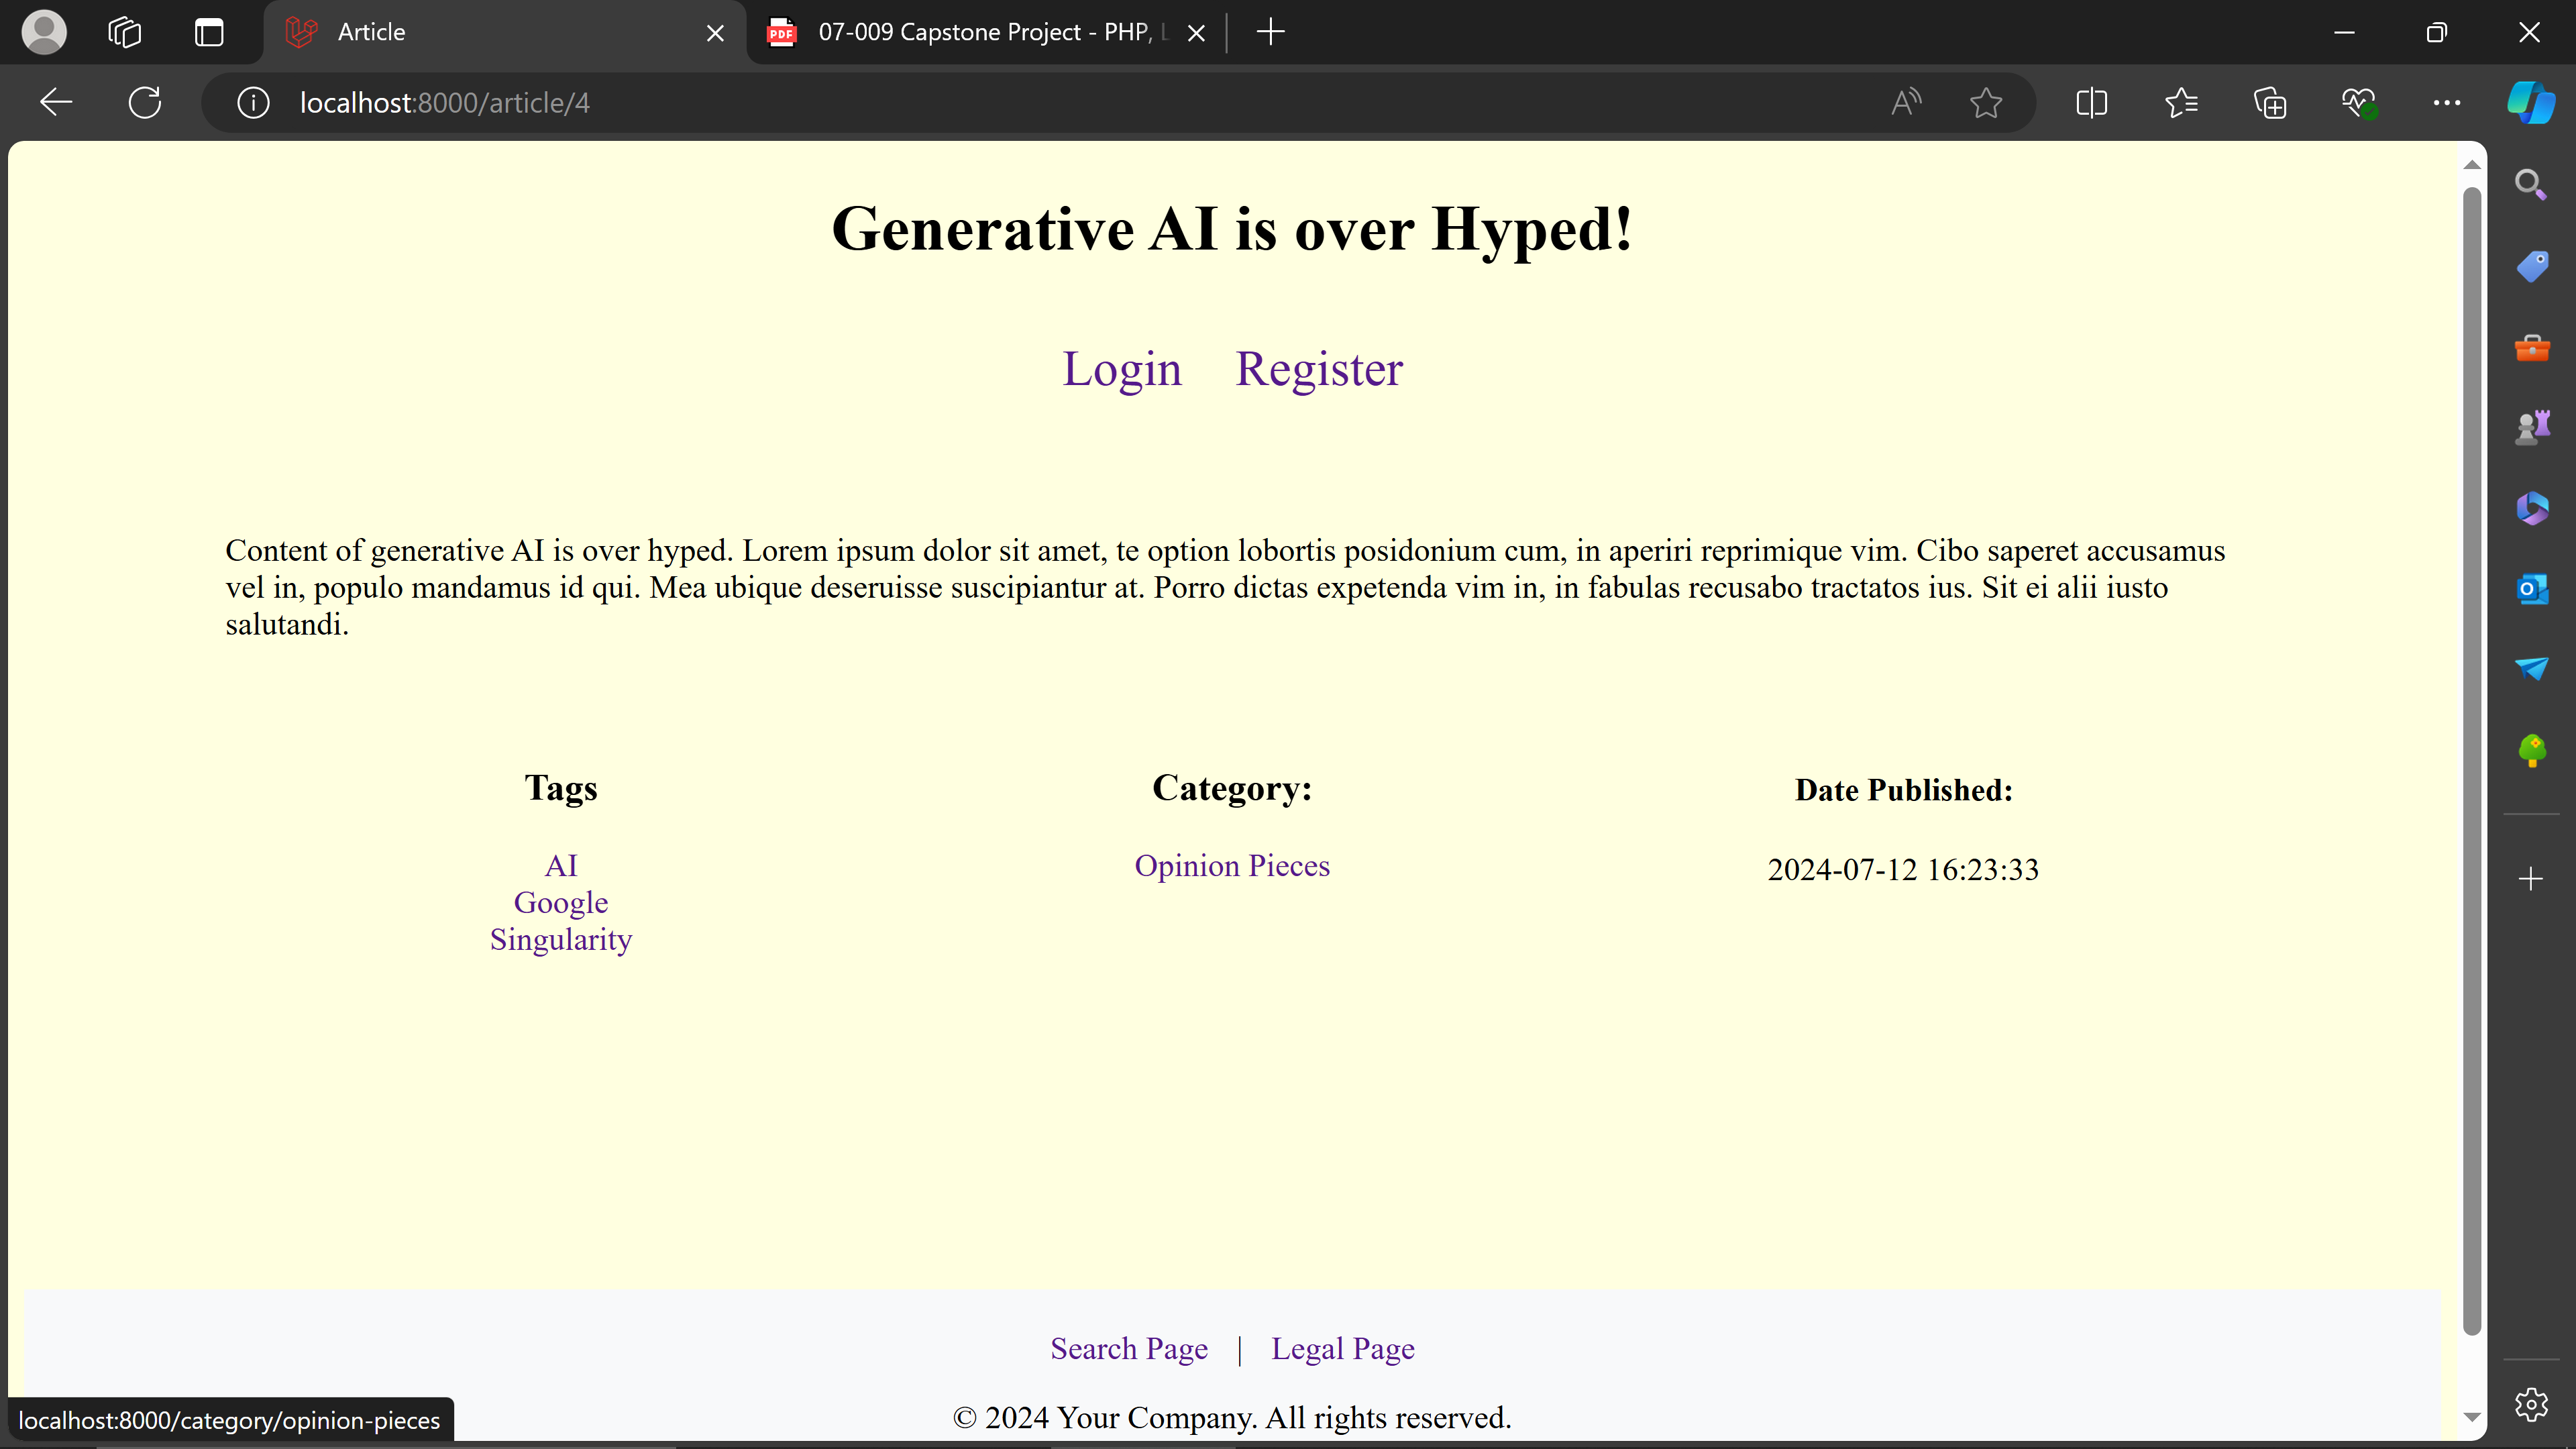 Article
PDF
07-009 Capstone Project - PHP, L
localhost:8000/article/4
Generative AI is over Hyped!
Login Register
Content of generative AI is over hyped. Lorem ipsum dolor sit amet, te option lobortis posidonium cum, in aperiri reprimique vim. Cibo saperet accusamus
vel in, populo mandamus id qui. Mea ubique deseruisse suscipiantur at. Porro dictas expetenda vim in, in fabulas recusabo tractatos ius. Sit ei alii iusto
salutandi.
Tags
AI
Google
Singularity
Category:
Opinion Pieces
Date Published:
2024-07-12 16:23:33
Search Page | Legal Page
© 2024 Your Company. All rights reserved.
localhost:8000/category/opinion-pieces